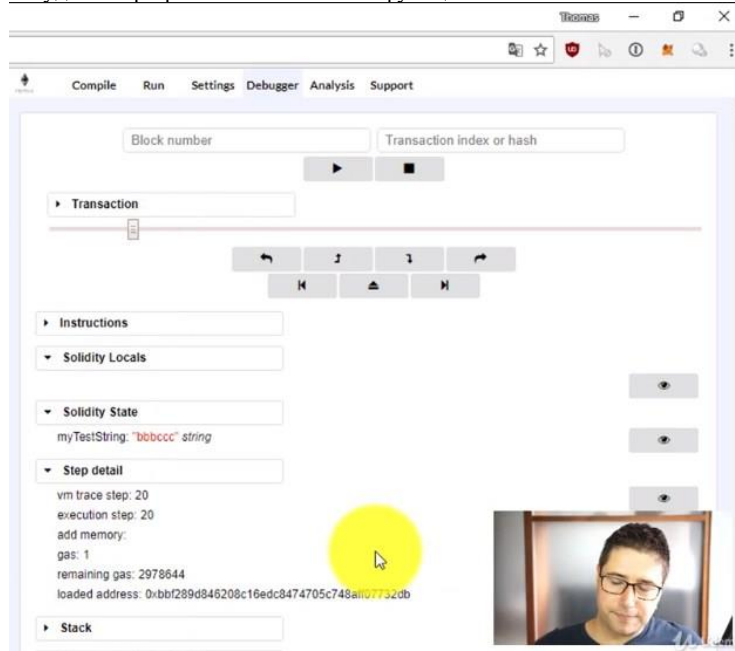 Thomas
Compile Run Settings Debugger Analysis Support
Block number Transaction index or hash
Transaction
Instructions
Solidity Locals
Solidity State
myTestString: "bbbccc" string
Step detail
vm trace step: 20
execution step: 20
add memory:
gas: 1
remaining gas: 2978644
Stack